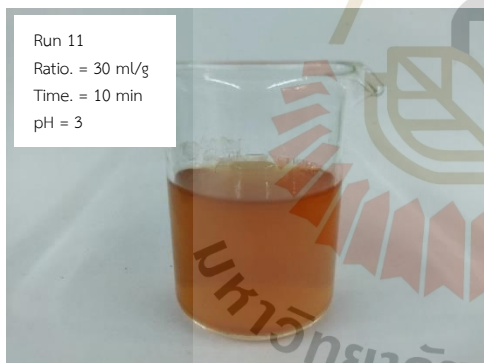 Run 11
Ratio. = 30 ml/g
Time. = 10 min
pH = 3